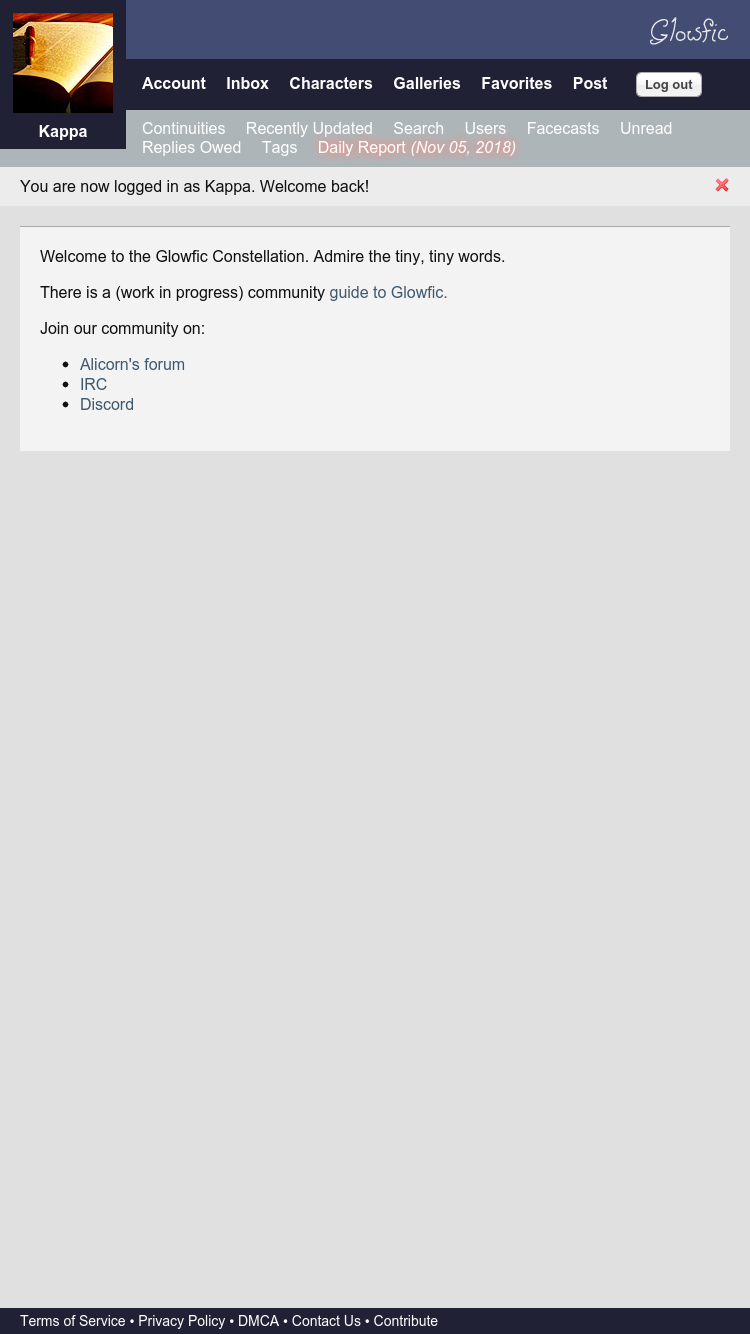 Glowfic
Account Inbox Characters Galleries Favorites Post Log out
Kappa
Continuities Recently Updated Search Users Facecasts Unread
Replies Owed Tags Daily Report (Nov 05, 2018)
You are now logged in as Kappa. Welcome back!
Welcome to the Glowfic Constellation. Admire the tiny, tiny words.
There is a (work in progress) community guide to Glowfic.
Join our community on:
• Alicorn's forum
• IRC
• Discord
Terms of Service • Privacy Policy • DMCA • Contact Us • Contribute